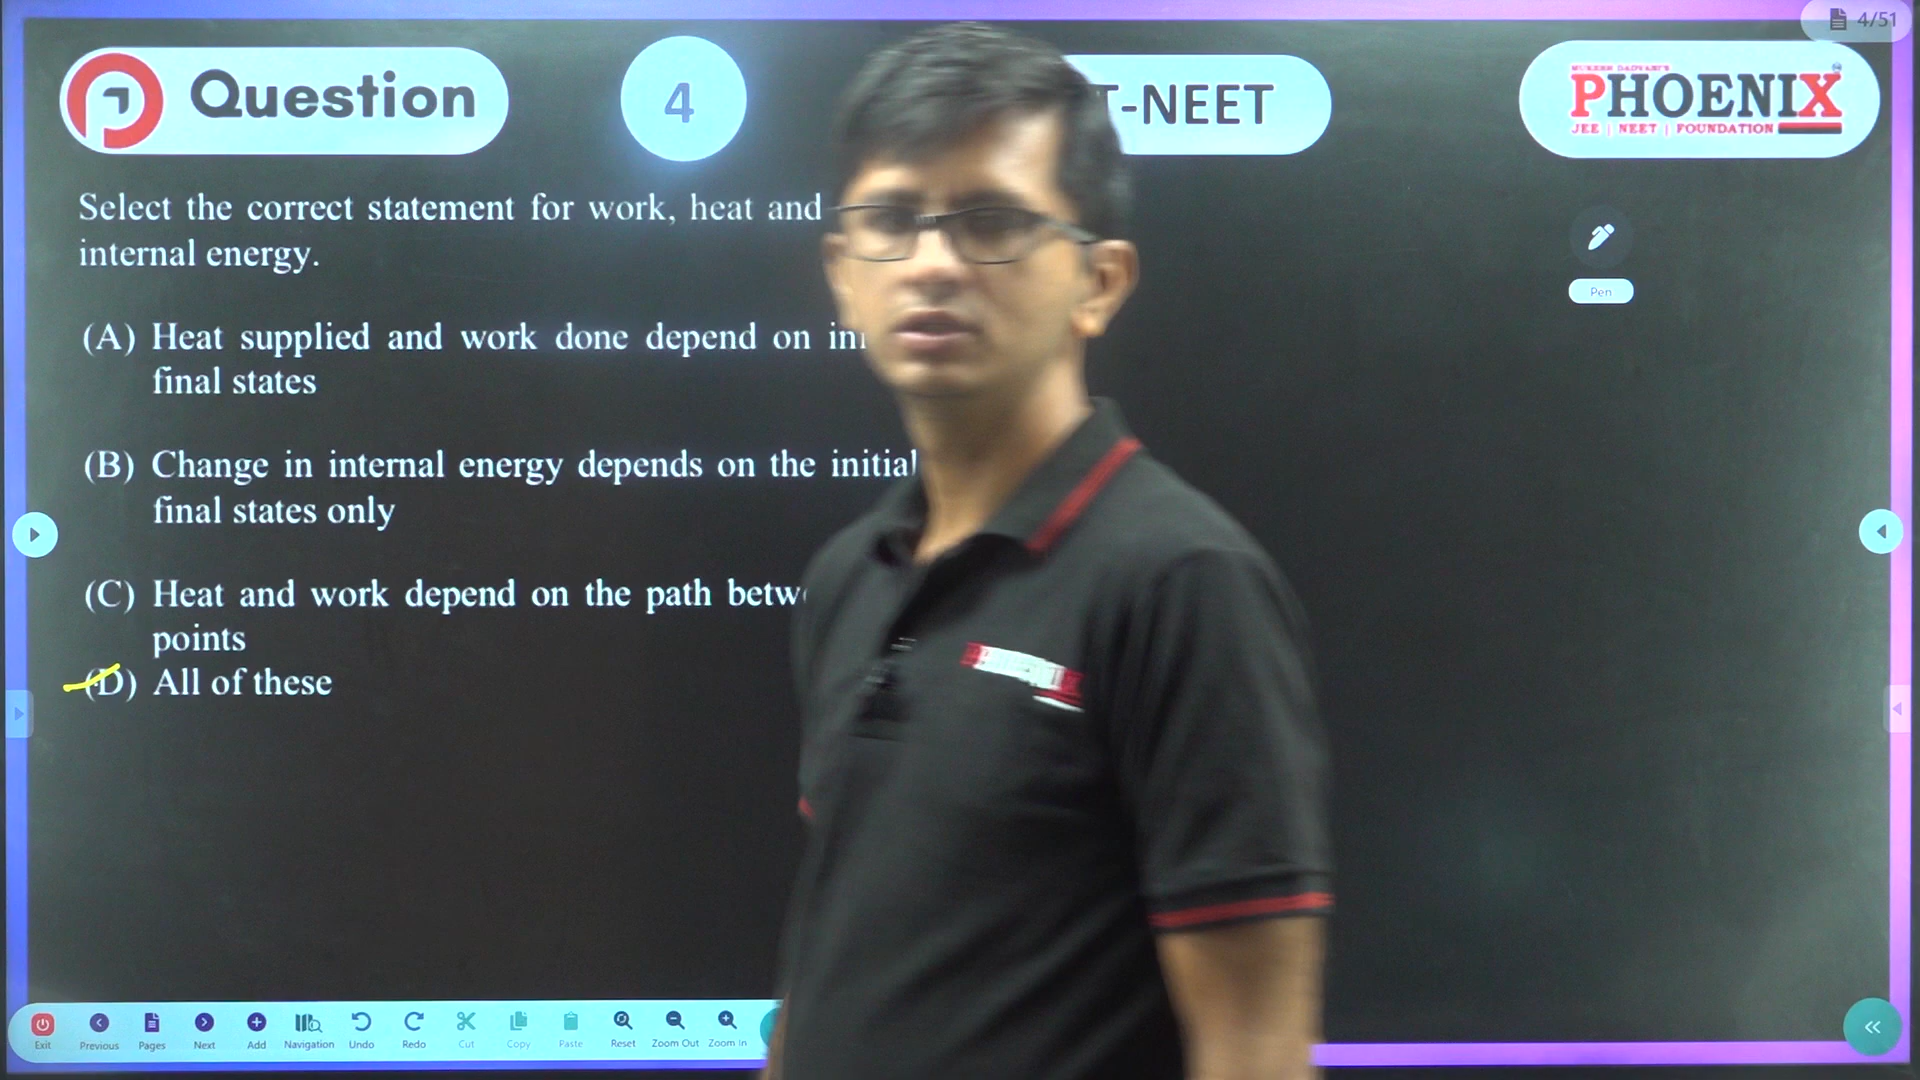 4/51
Question
4
T-NEET
MUKESH DADVANI'S
PHOENIX
JEE | NEET | FOUNDATION
Select the correct statement for work, heat and
internal energy.
Pen
(A) Heat supplied and work done depend on
final states
(B) Change in internal energy depends on the initial
final states only
(C) Heat and work depend on the path
points
(D) All of these
Exit Previous Pages Next Add Navigation Undo Redo Cut Copy Paste Reset Zoom Out Zoom In